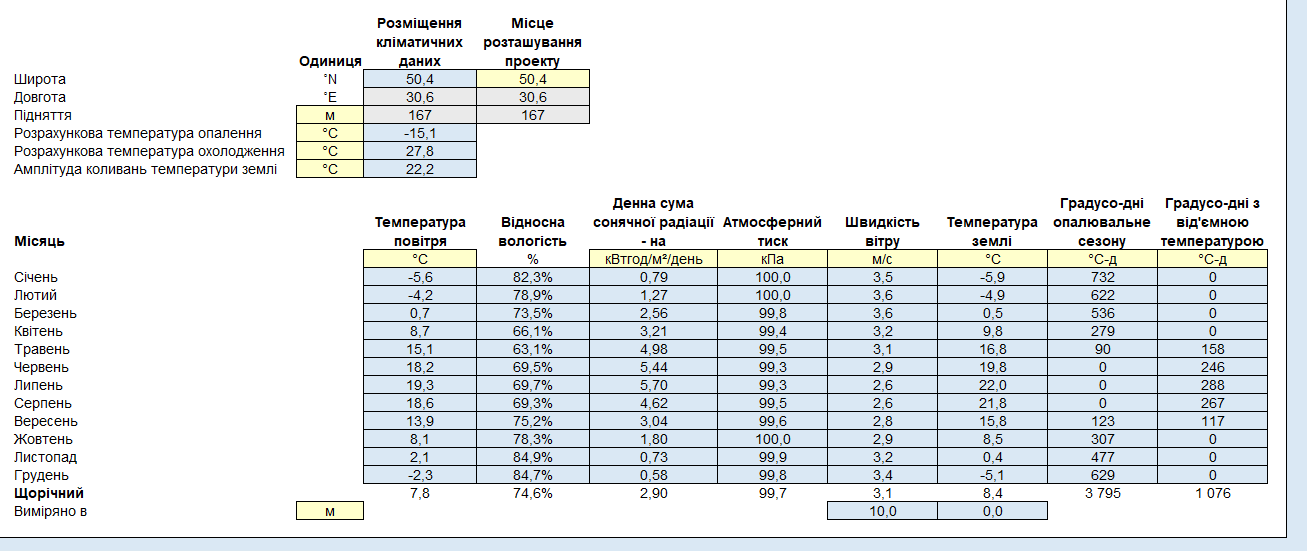 Розміщення Місце
кліматичних розташування
Одиниця даних проекту
Широта ˚N 50,4 50,4
Довгота ˚E 30,6 30,6
Підняття м 167 167
Розрахункова температура опалення °C -15,1
Розрахункова температура охолодження °C 27,8
Амплітуда коливань температури землі °C 22,2
Денна сума Градусо-дні Градусо-дні з
Температура Відносна сонячної радіації Атмосферний Швидкість Температура опалювальне від'ємною
Місяць повітря вологість - на тиск вітру землі сезону температурою
°C % кВтгод/м²/день кПа м/с °C °C-д °C-д
Січень -5,6 82,3% 0,79 100,0 3,5 -5,9 732 0
Лютий -4,2 78,9% 1,27 100,0 3,6 -4,9 622 0
Березень 0,7 73,5% 2,56 99,8 3,6 0,5 536 0
Квітень 8,7 66,1% 3,21 99,4 3,2 9,8 279 0
Травень 15,1 63,1% 4,98 99,5 3,1 16,8 90 158
Червень 18,2 69,5% 5,44 99,3 2,9 19,8 0 246
Липень 19,3 69,7% 5,70 99,3 2,6 22,0 0 288
Серпень 18,6 69,3% 4,62 99,5 2,6 21,8 0 267
Вересень 13,9 75,2% 3,04 99,6 2,8 15,8 123 117
Жовтень 8,1 78,3% 1,80 100,0 2,9 8,5 307 0
Листопад 2,1 84,9% 0,73 99,9 3,2 0,4 477 0
Грудень -2,3 84,7% 0,58 99,8 3,4 -5,1 629 0
Щорічний 7,8 74,6% 2,90 99,7 3,1 8,4 3 795 1 076
Виміряно в м 10,0 0,0